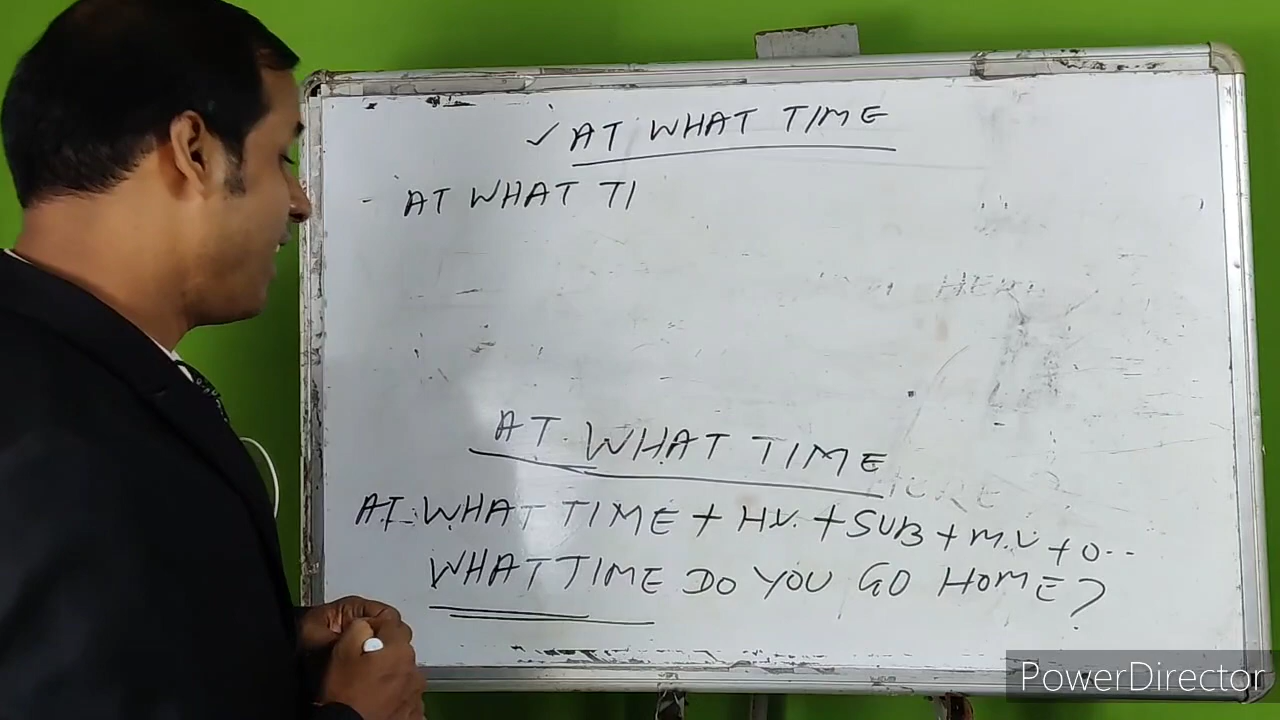 ✓ AT WHAT TIME
- AT WHAT TI
AT WHAT TIME
AT WHAT TIME + H.V. + SUB + M.V + O--
WHAT TIME DO YOU GO HOME?
PowerDirector